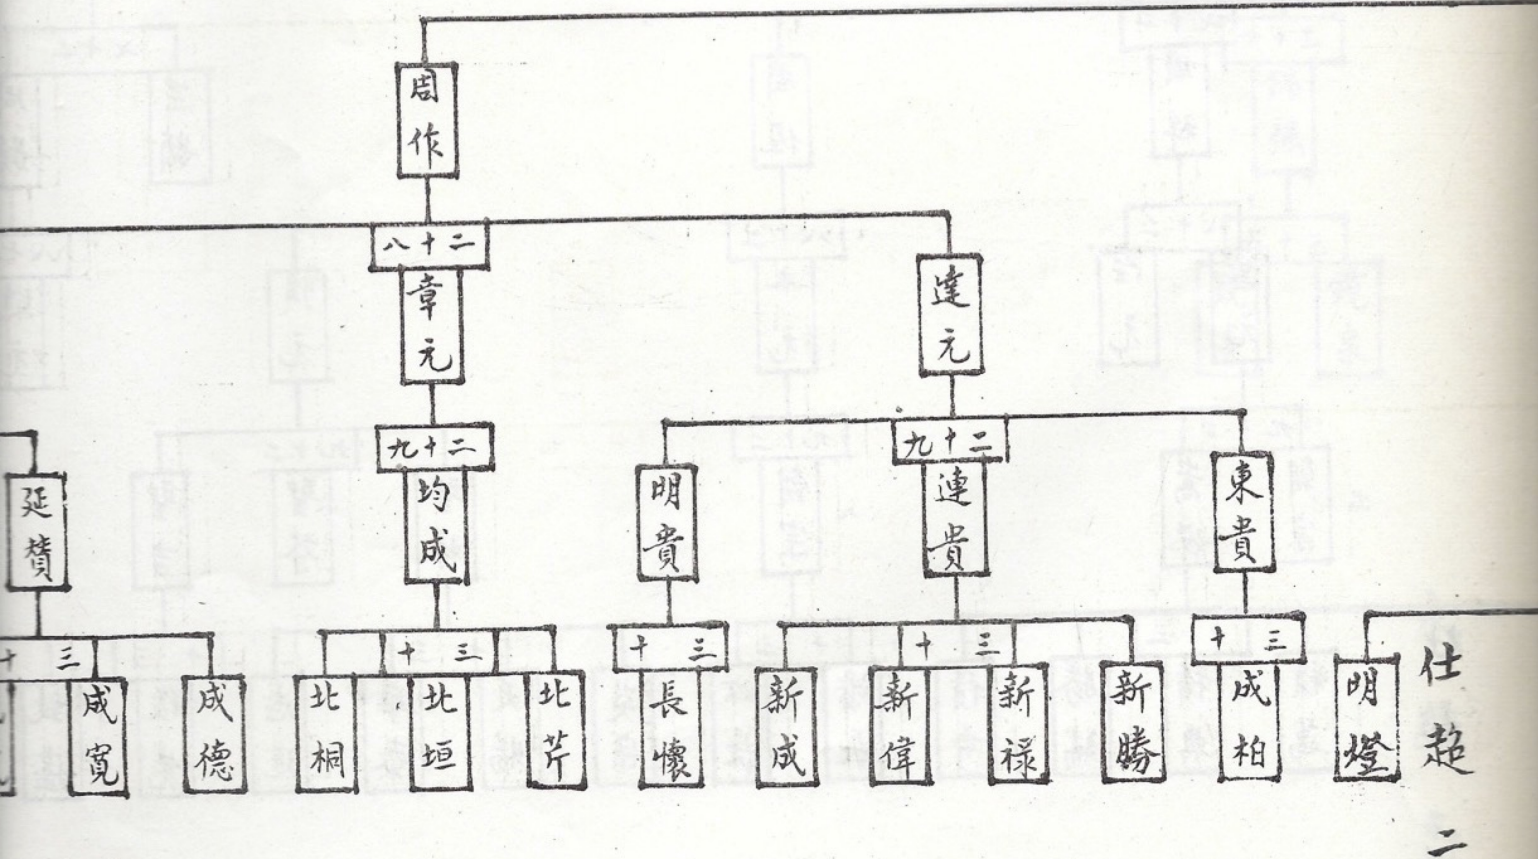 周作
二十八
達元
章元
二十九
二十九
東貴
連貴
明貴
均成
延賛
三十
三十
三十
三十
三十
仕超 二
明燈
成柏
新勝
新禄
新偉
新成
長懷
北芹
北垣
北桐
成德
成寬